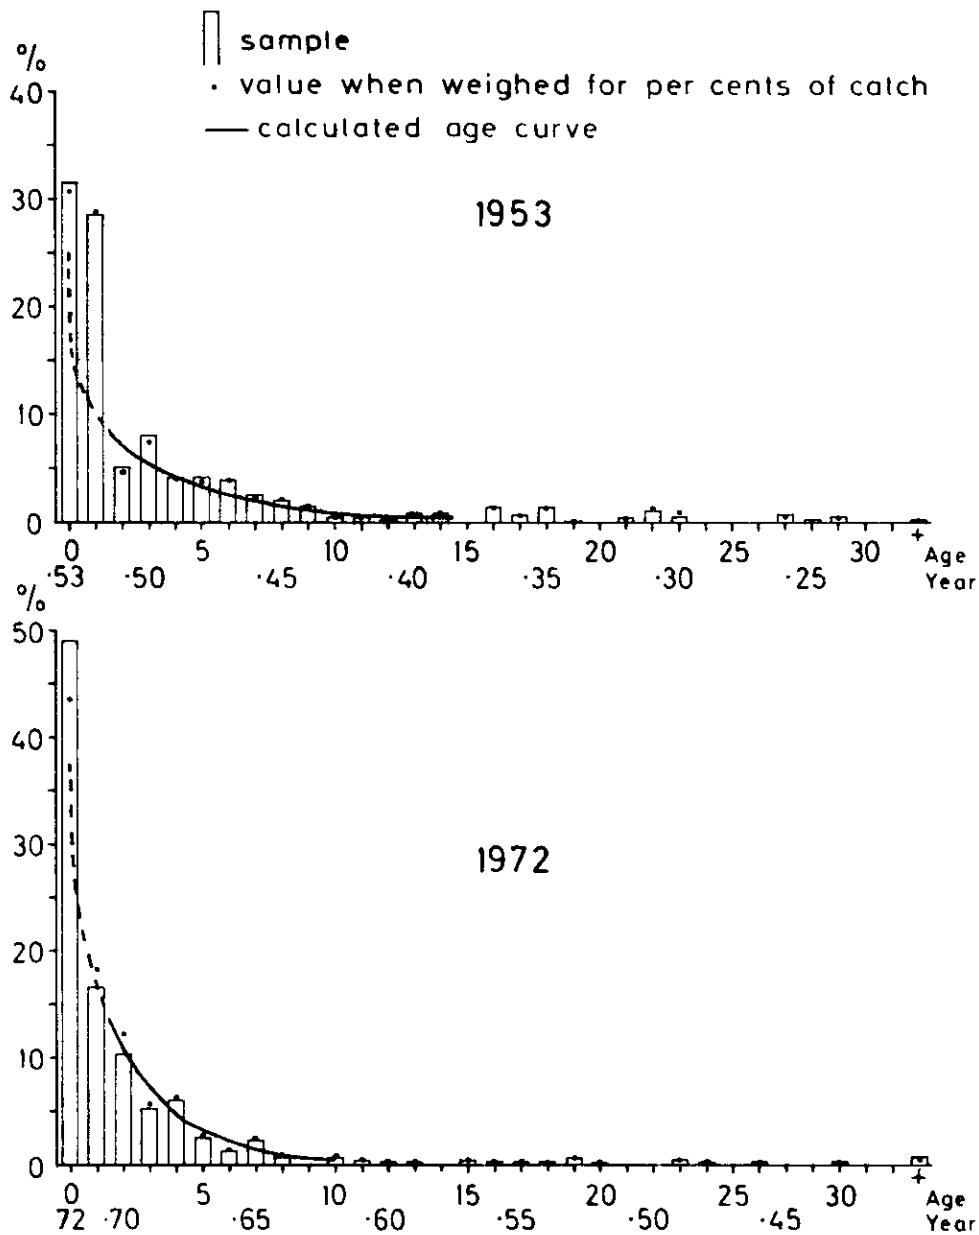 sample
%
· value when weighed for per cents of catch
— calculated age curve
40
30
20
10
0
1953
0 5 10 15 20 25 30 + Age
·53 ·50 ·45 ·40 ·35 ·30 ·25 Year
%
50
40
30
20
10
0
1972
0 5 10 15 20 25 30 + Age
72 ·70 ·65 ·60 ·55 ·50 ·45 Year